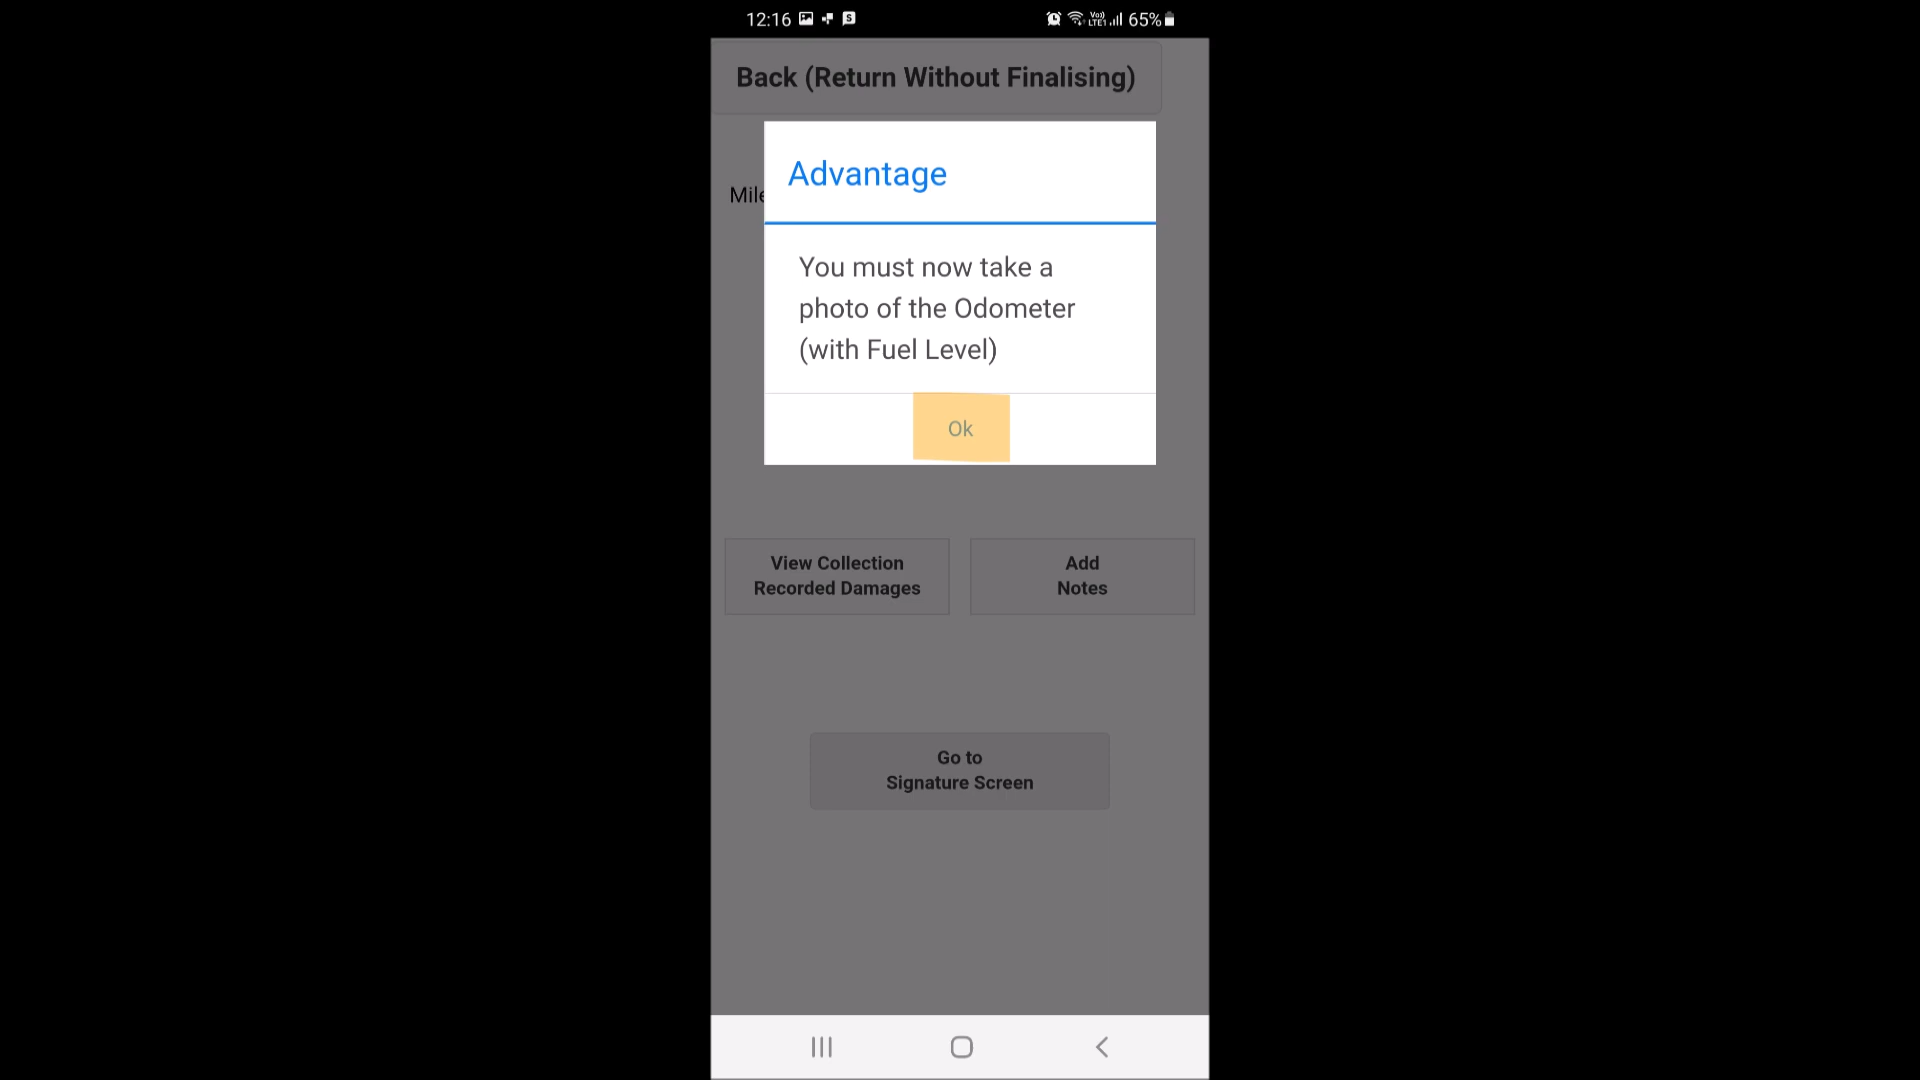 12:16
65%
Back (Return Without Finalising)
Advantage
You must now take a
photo of the Odometer
(with Fuel Level)
Ok
View Collection
Recorded Damages
Add
Notes
Go to
Signature Screen